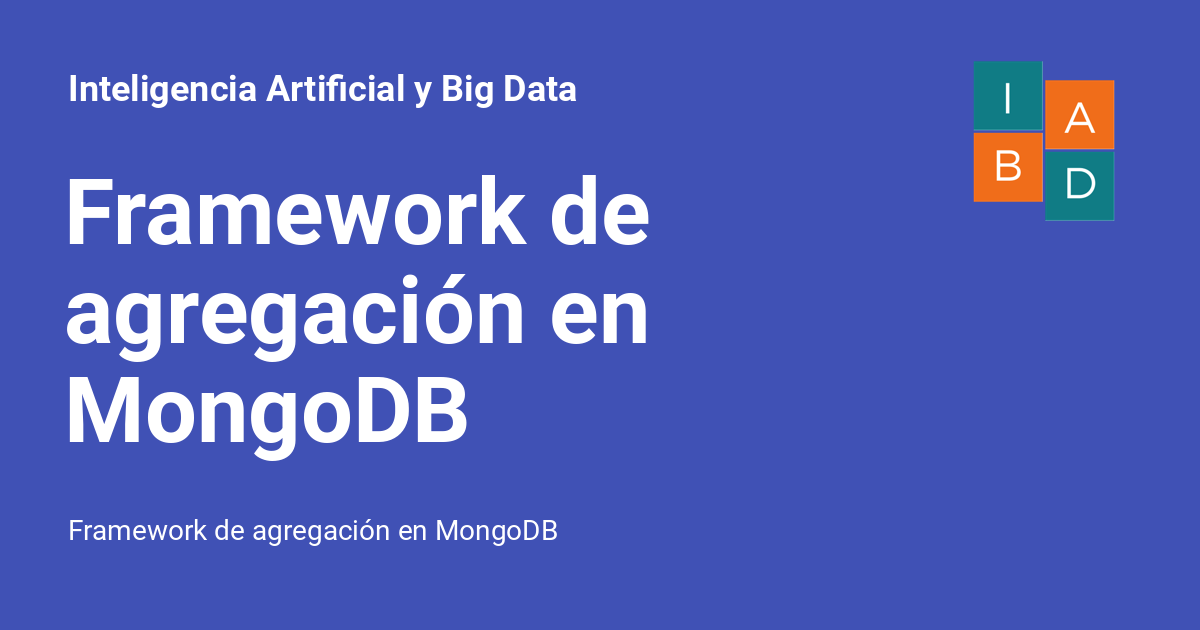 Inteligencia Artificial y Big Data
I A
B D
Framework de
agregación en
MongoDB
Framework de agregación en MongoDB